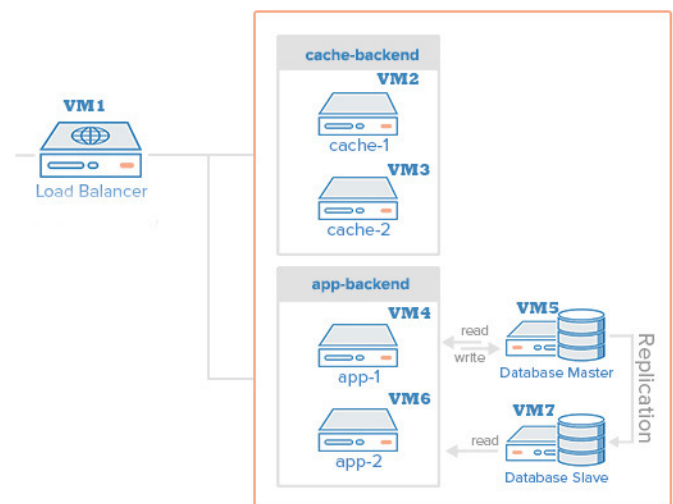 VM1
Load Balancer
cache-backend
VM2
cache-1
VM3
cache-2
app-backend
VM4
app-1
VM6
app-2
read
write
VM5
Database Master
read
VM7
Database Slave
Replication